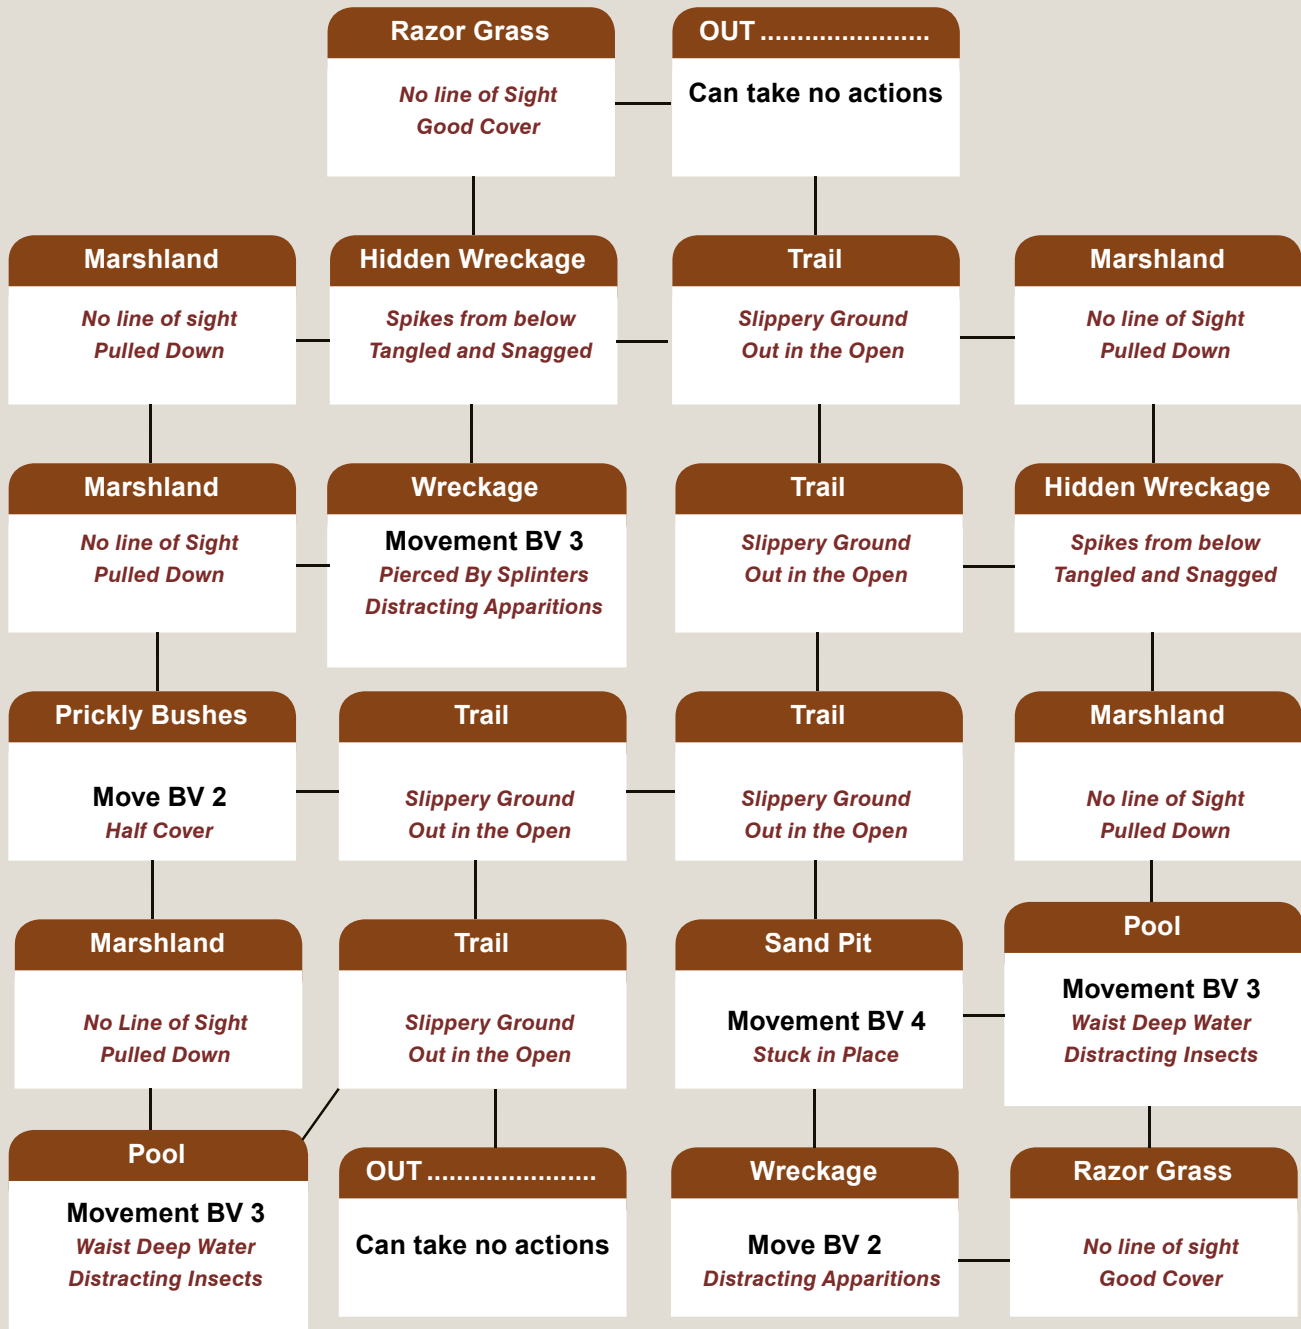 Razor Grass
No line of Sight
Good Cover
OUT .......................
Can take no actions
Marshland
No line of sight
Pulled Down
Hidden Wreckage
Spikes from below
Tangled and Snagged
Trail
Slippery Ground
Out in the Open
Marshland
No line of Sight
Pulled Down
Marshland
No line of Sight
Pulled Down
Wreckage
Movement BV 3
Pierced By Splinters
Distracting Apparitions
Trail
Slippery Ground
Out in the Open
Hidden Wreckage
Spikes from below
Tangled and Snagged
Prickly Bushes
Move BV 2
Half Cover
Trail
Slippery Ground
Out in the Open
Trail
Slippery Ground
Out in the Open
Marshland
No line of Sight
Pulled Down
Marshland
No Line of Sight
Pulled Down
Trail
Slippery Ground
Out in the Open
Sand Pit
Movement BV 4
Stuck in Place
Pool
Movement BV 3
Waist Deep Water
Distracting Insects
Pool
Movement BV 3
Waist Deep Water
Distracting Insects
OUT .......................
Can take no actions
Wreckage
Move BV 2
Distracting Apparitions
Razor Grass
No line of sight
Good Cover